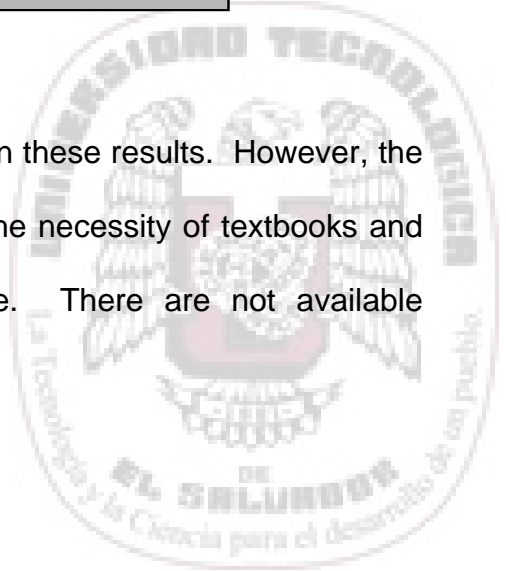 UNIVERSIDAD TECNOLOGICA
n these results. However, the
ne necessity of textbooks and
e. There are not available
DE
EL SALVADOR
La Tecnología y la Ciencia para el desarrollo de un pueblo.